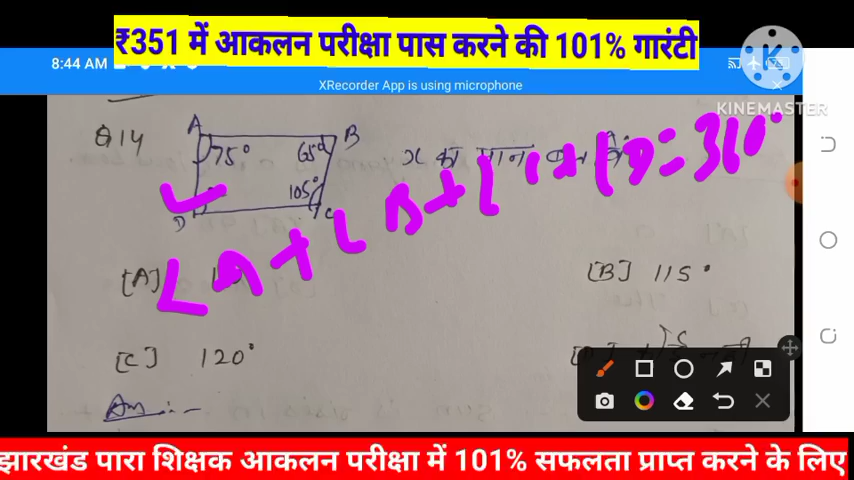 ₹351 में आकलन परीक्षा पास करने की 101% गारंटी
8:44 AM
XRecorder App is using microphone
KINEMASTER
Q14
A
B
75°
65°
x का मान
105°
D
C
∠A+∠B+∠C+∠D=360°
[A]
[B] 115°
[C] 120°
Ans:-
झारखंड पारा शिक्षक आकलन परीक्षा में 101% सफलता प्राप्त करने के लिए